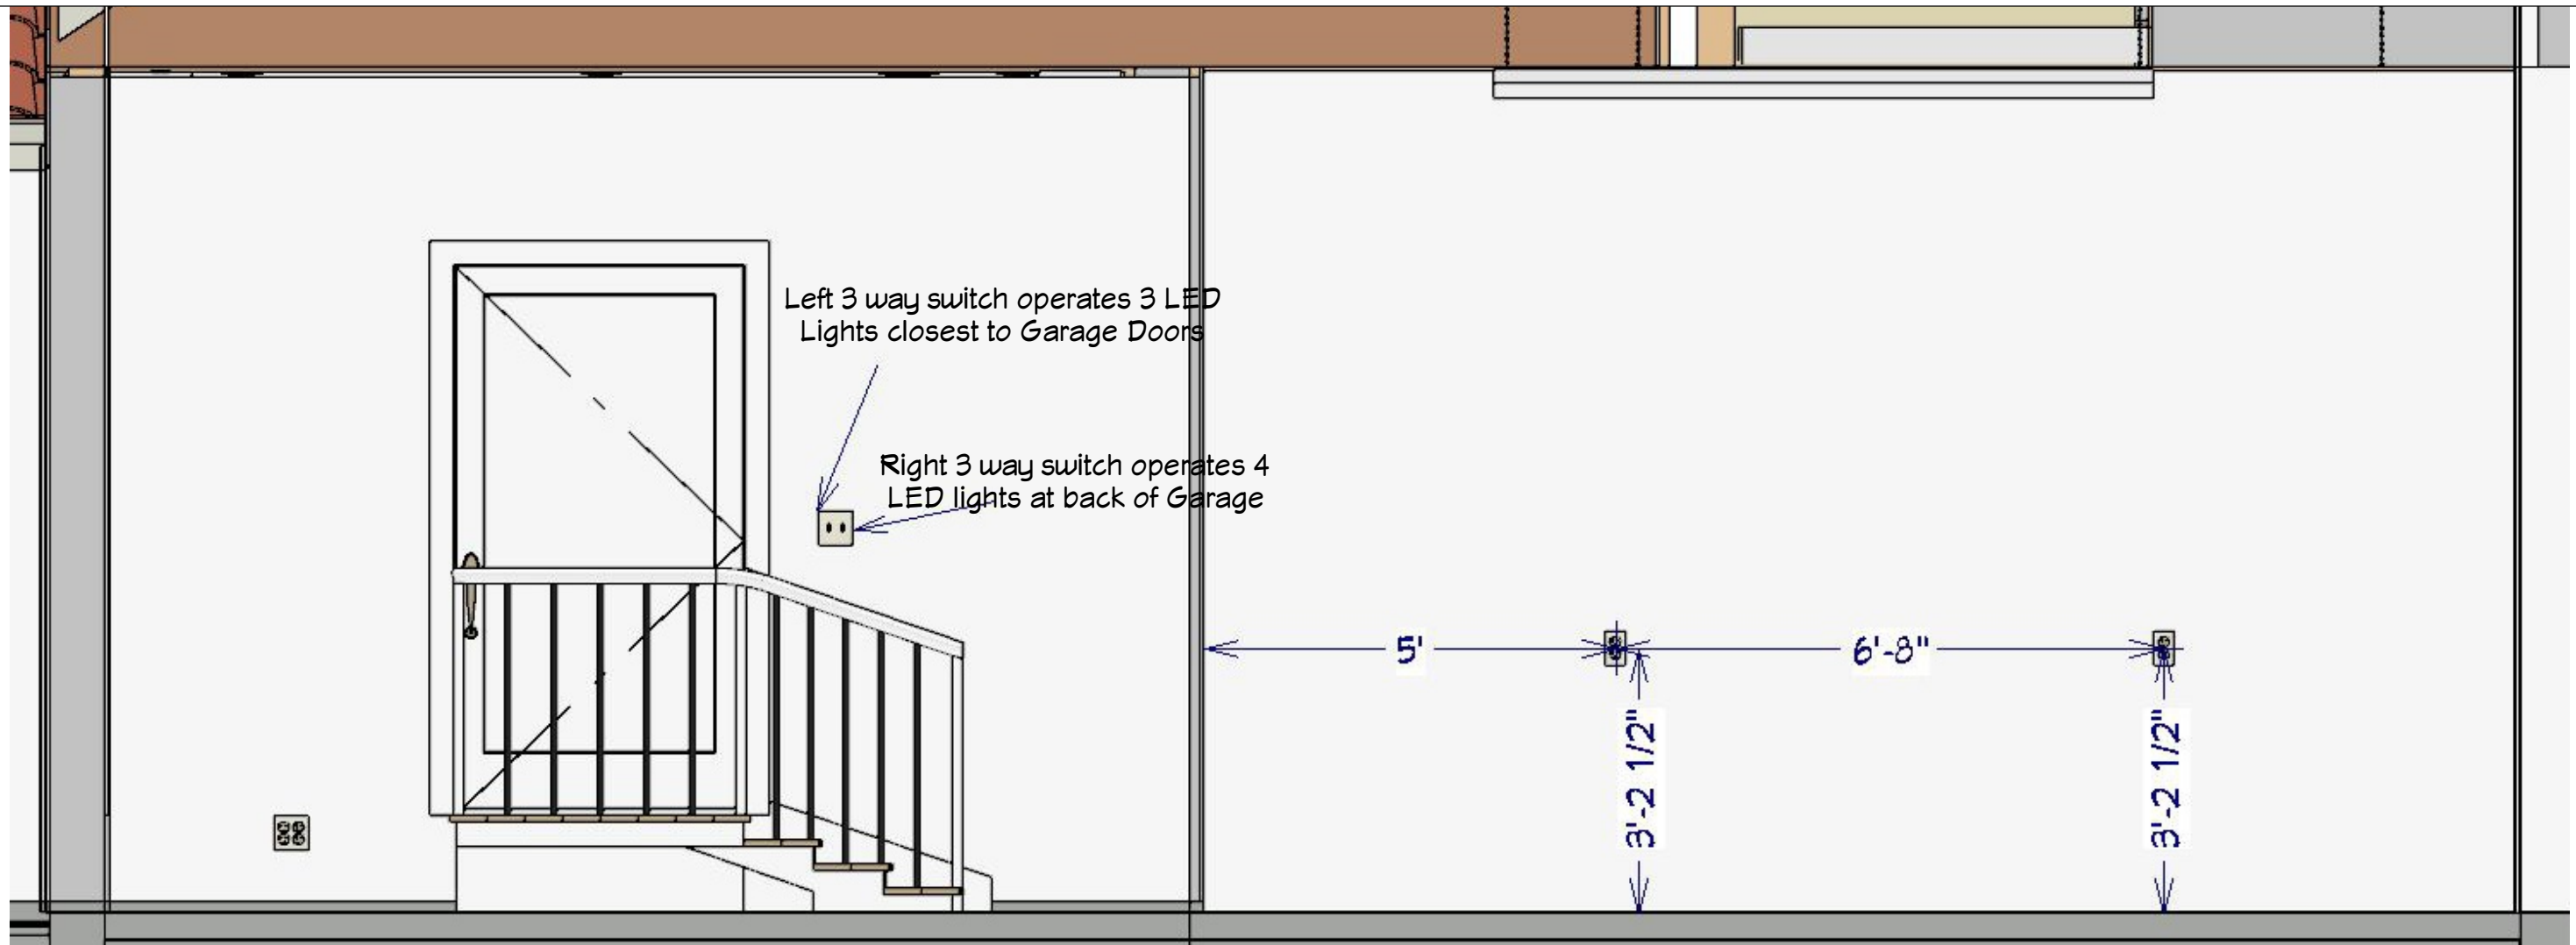 Left 3 way switch operates 3 LED
Lights closest to Garage Doors
Right 3 way switch operates 4
LED lights at back of Garage
5'
6'-8"
3'-2 1/2"
3'-2 1/2"